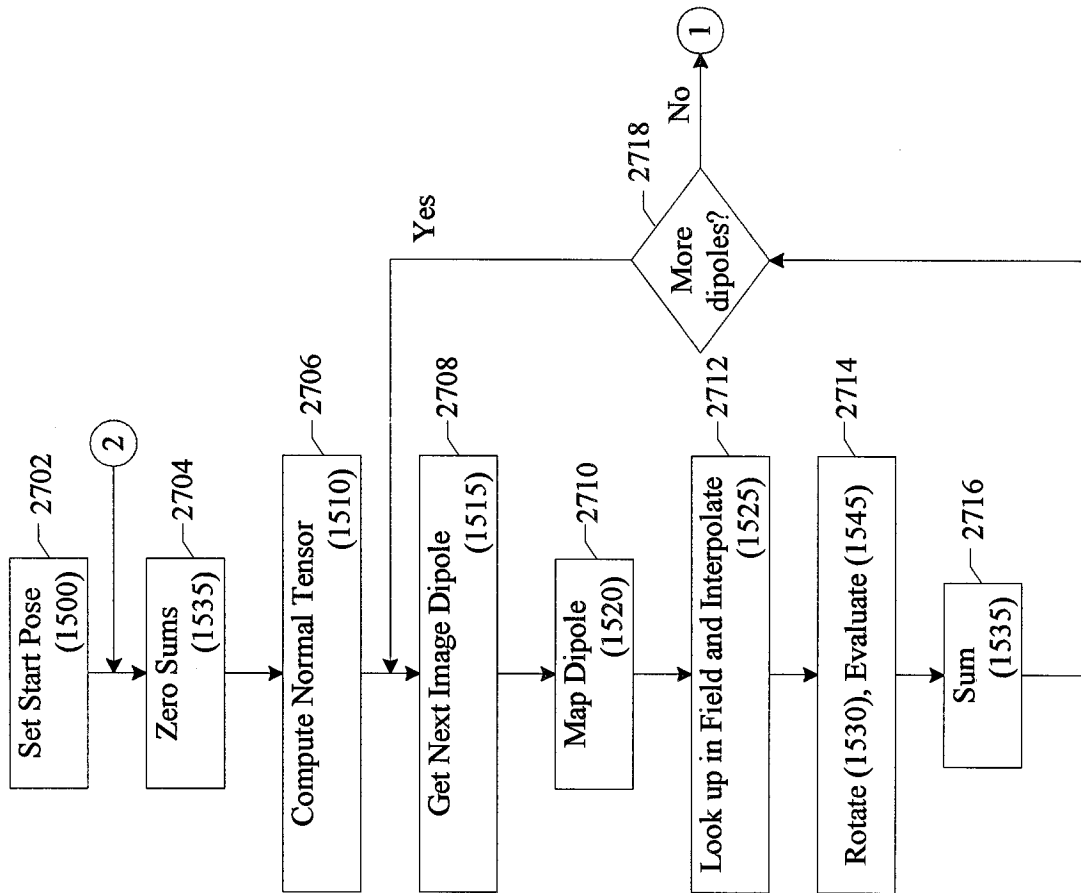 Set Start Pose
(1500)
2702
2
Zero Sums
(1535)
2704
Compute Normal Tensor
(1510)
2706
Get Next Image Dipole
(1515)
2708
Map Dipole
(1520)
2710
Look up in Field and Interpolate
(1525)
2712
Rotate (1530), Evaluate (1545)
2714
Sum
(1535)
2716
More
dipoles?
2718
Yes
No
1